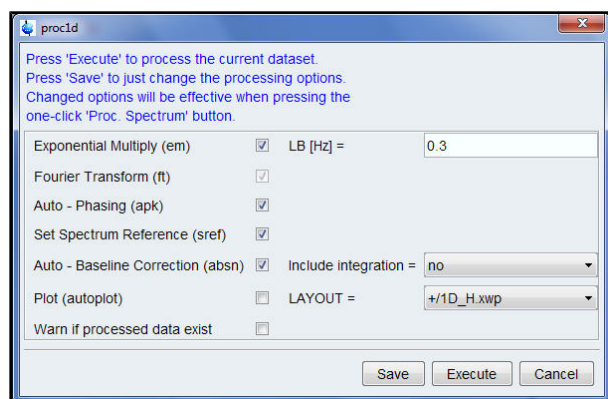 proc1d
Press 'Execute' to process the current dataset.
Press 'Save' to just change the processing options.
Changed options will be effective when pressing the
one-click 'Proc. Spectrum' button.
Exponential Multiply (em) LB [Hz] = 0.3
Fourier Transform (ft)
Auto - Phasing (apk)
Set Spectrum Reference (sref)
Auto - Baseline Correction (absn) Include integration = no
Plot (autoplot) LAYOUT = +/1D_H.xwp
Warn if processed data exist
Save Execute Cancel